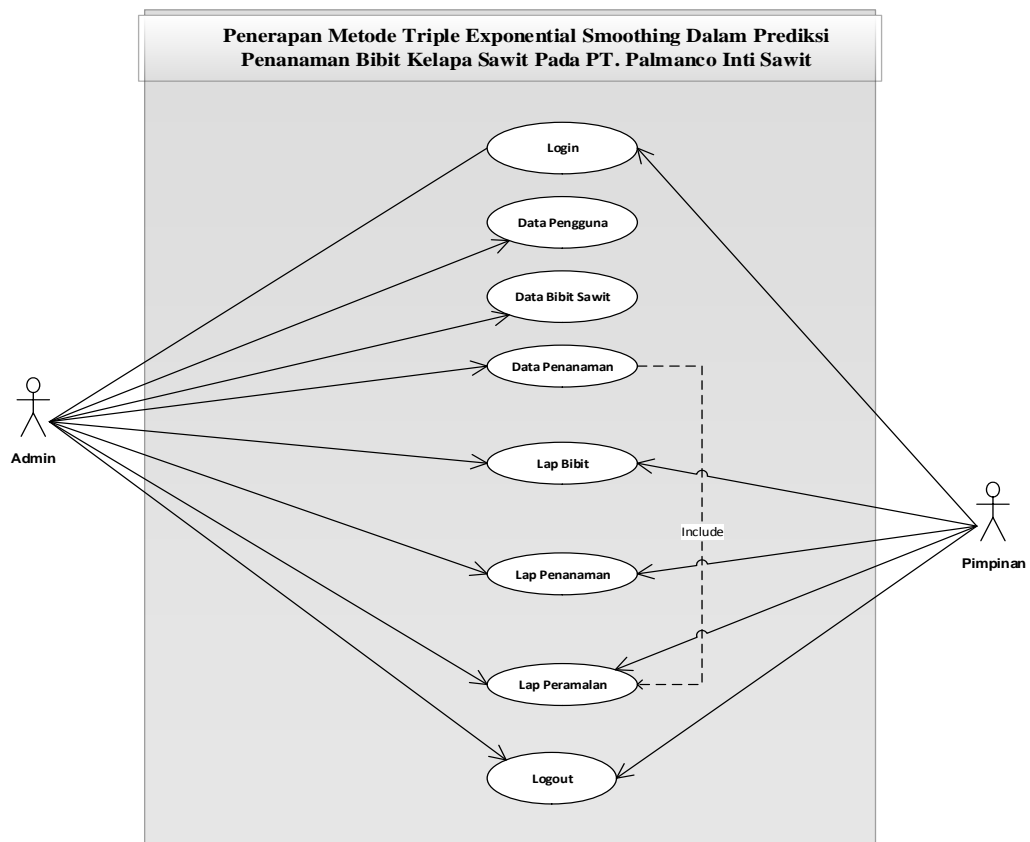 Penerapan Metode Triple Exponential Smoothing Dalam Prediksi
Penanaman Bibit Kelapa Sawit Pada PT. Palmanco Inti Sawit
Login
Data Pengguna
Data Bibit Sawit
Data Penanaman
Admin
Lap Bibit
Include
Pimpinan
Lap Penanaman
Lap Peramalan
Logout